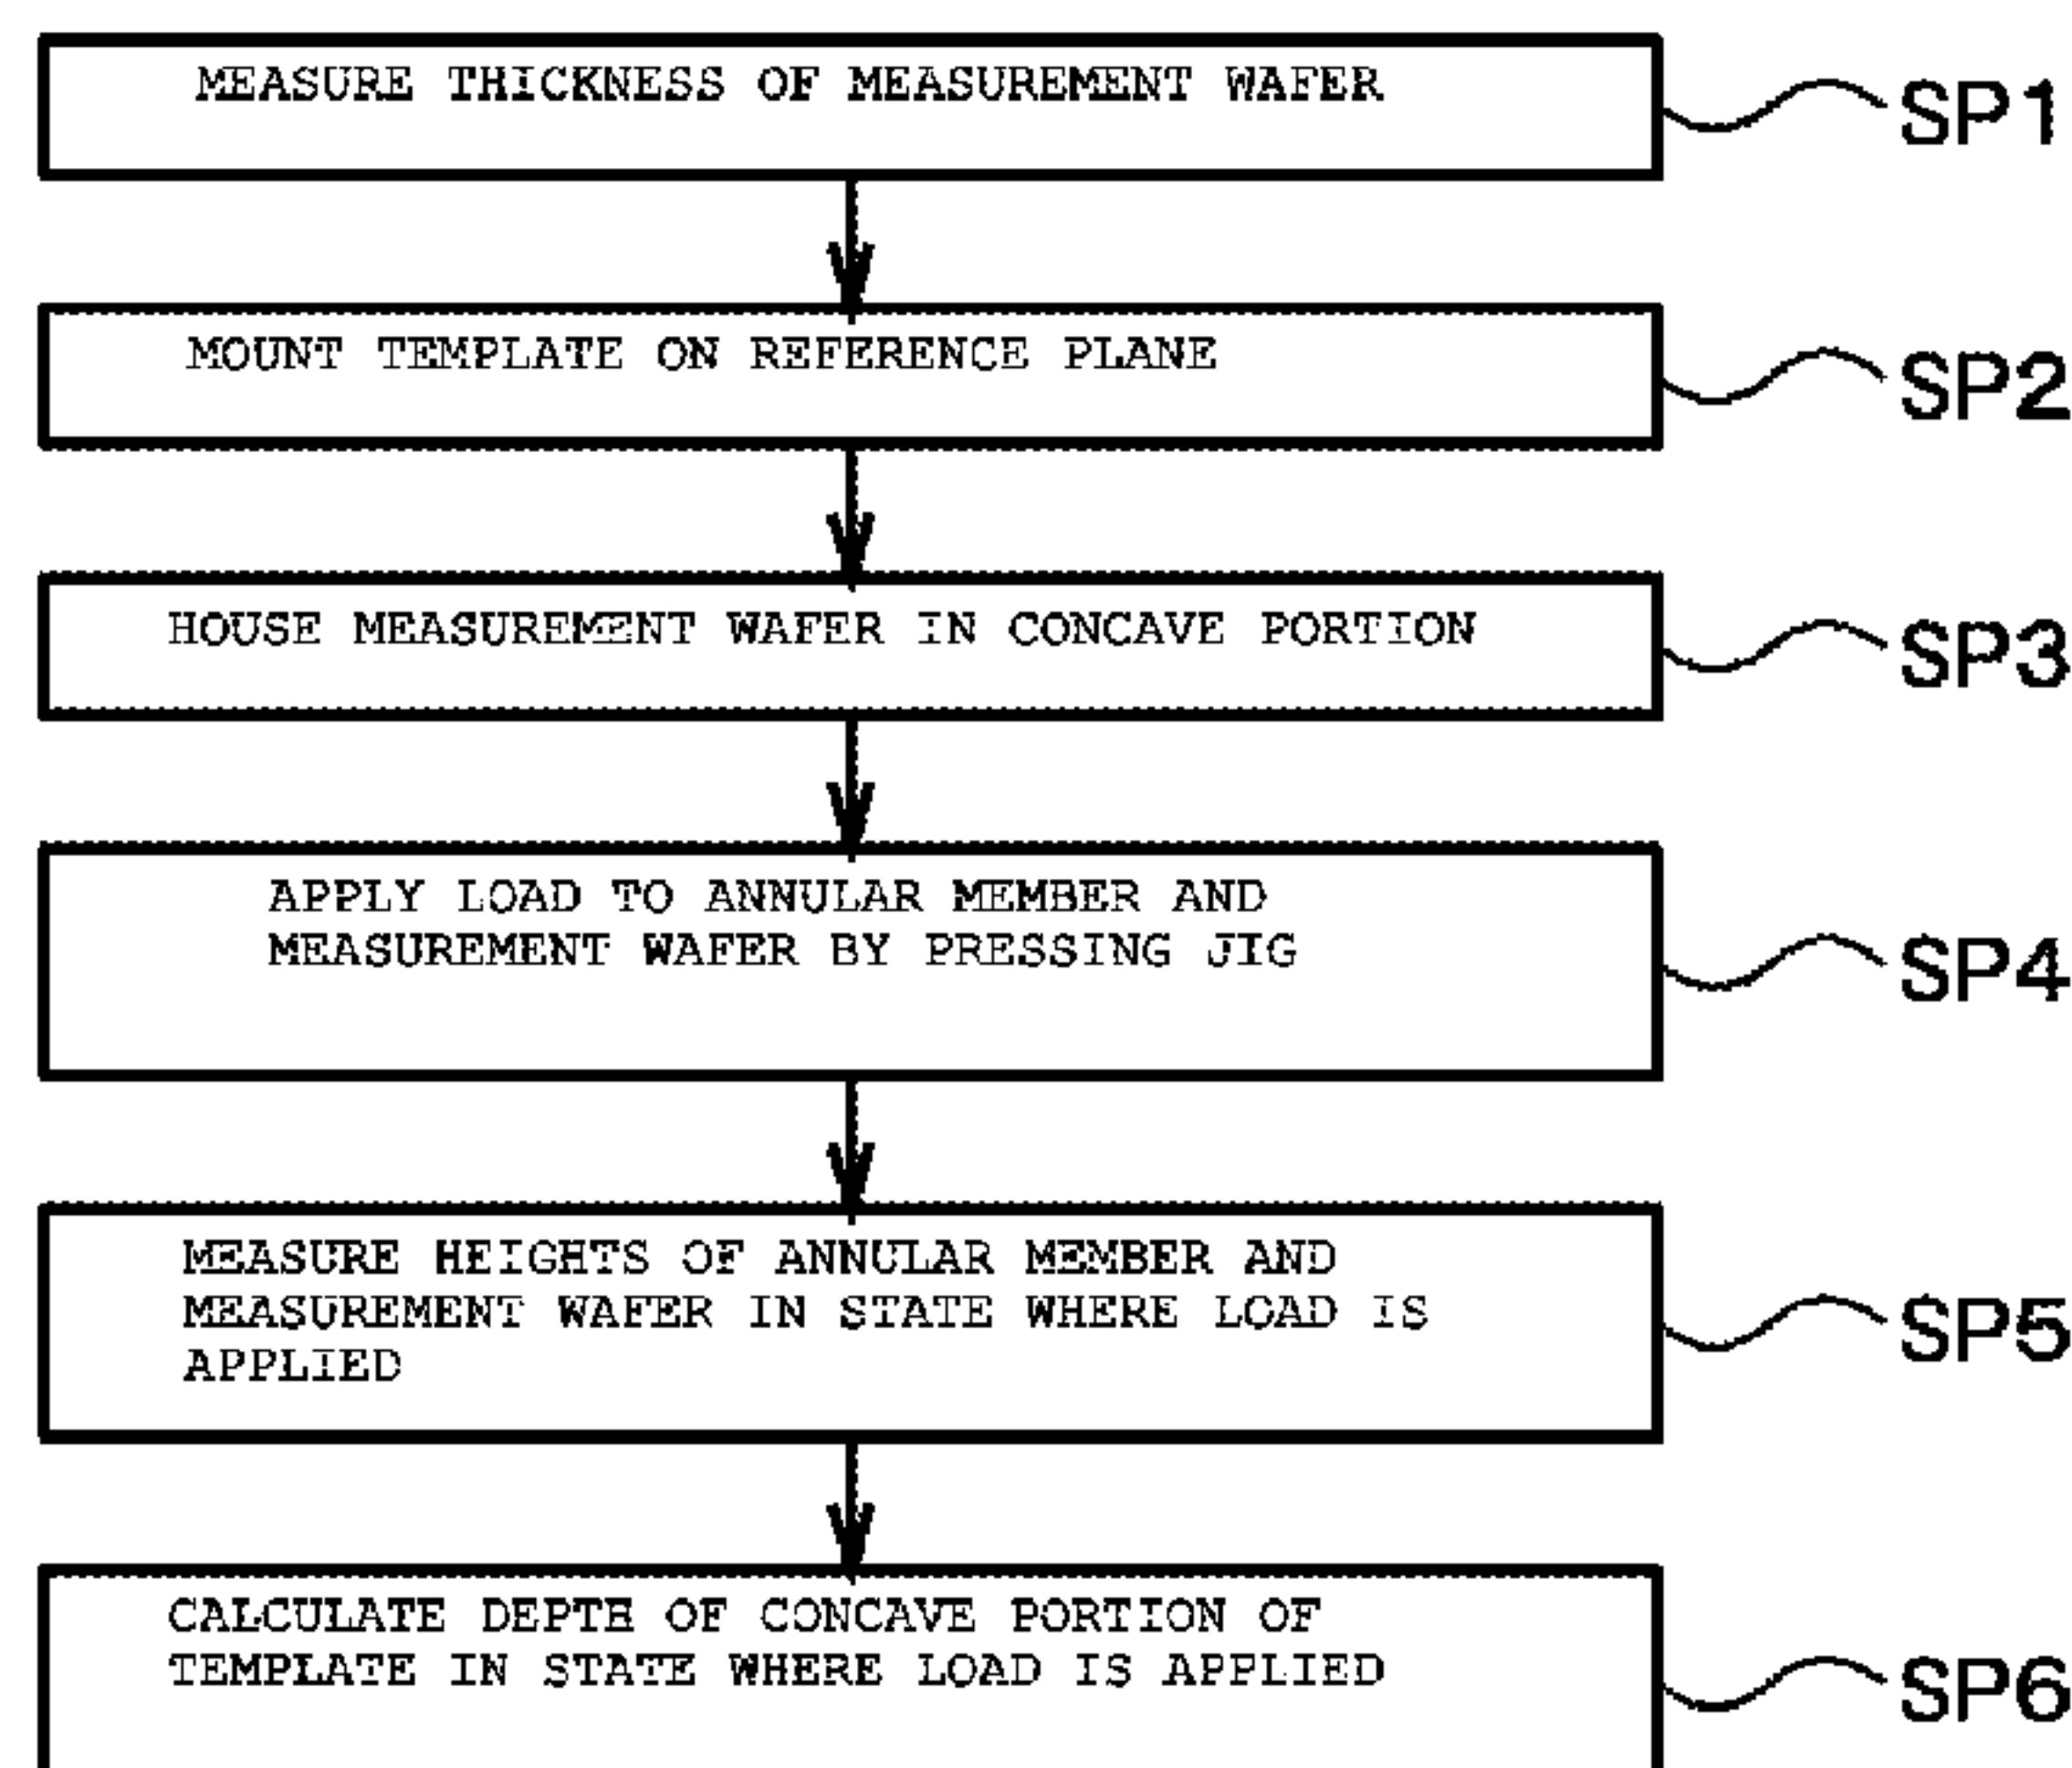 MEASURE THICKNESS OF MEASUREMENT WAFER
SP1
MOUNT TEMPLATE ON REFERENCE PLANE
SP2
HOUSE MEASUREMENT WAFER IN CONCAVE PORTION
SP3
APPLY LOAD TO ANNULAR MEMBER AND
MEASUREMENT WAFER BY PRESSING JIG
SP4
MEASURE HEIGHTS OF ANNULAR MEMBER AND
MEASUREMENT WAFER IN STATE WHERE LOAD IS
APPLIED
SP5
CALCULATE DEPTH OF CONCAVE PORTION OF
TEMPLATE IN STATE WHERE LOAD IS APPLIED
SP6